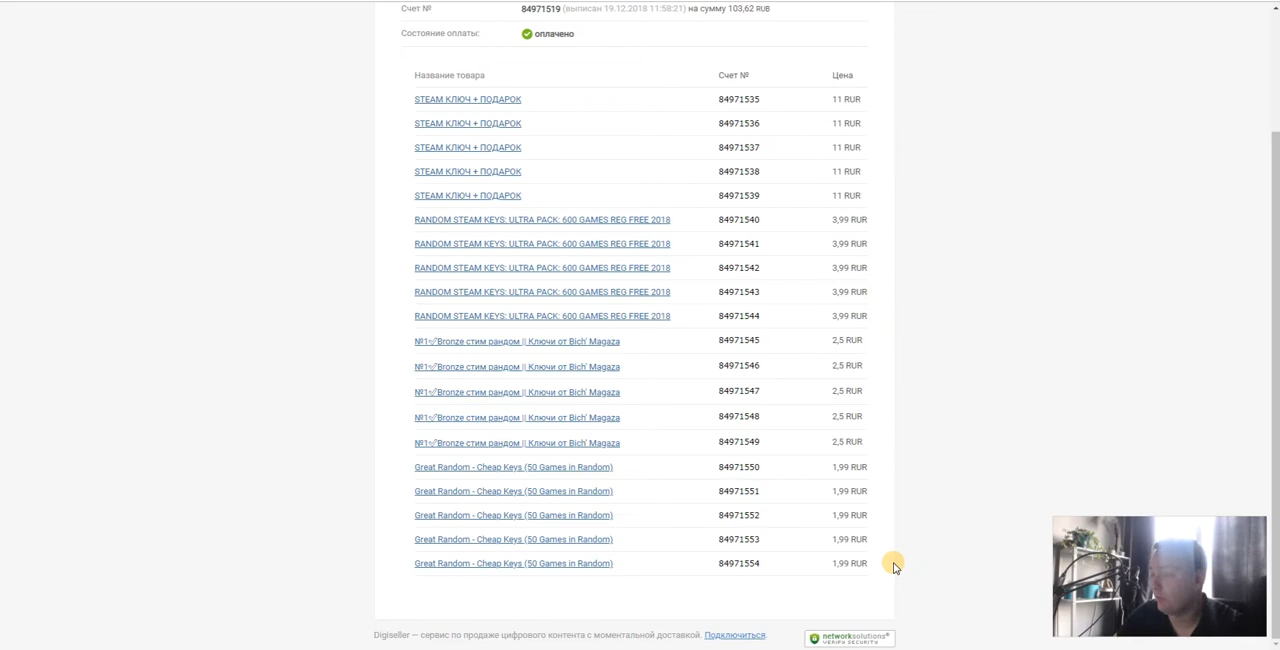 Счет № 84971519 (выписан 19.12.2018 11:58:21) на сумму 103,62 RUB
Состояние оплаты: оплачено
Название товара Счет № Цена
STEAM КЛЮЧ + ПОДАРОК 84971535 11 RUR
STEAM КЛЮЧ + ПОДАРОК 84971536 11 RUR
STEAM КЛЮЧ + ПОДАРОК 84971537 11 RUR
STEAM КЛЮЧ + ПОДАРОК 84971538 11 RUR
STEAM КЛЮЧ + ПОДАРОК 84971539 11 RUR
RANDOM STEAM KEYS: ULTRA PACK: 600 GAMES REG FREE 2018 84971540 3,99 RUR
RANDOM STEAM KEYS: ULTRA PACK: 600 GAMES REG FREE 2018 84971541 3,99 RUR
RANDOM STEAM KEYS: ULTRA PACK: 600 GAMES REG FREE 2018 84971542 3,99 RUR
RANDOM STEAM KEYS: ULTRA PACK: 600 GAMES REG FREE 2018 84971543 3,99 RUR
RANDOM STEAM KEYS: ULTRA PACK: 600 GAMES REG FREE 2018 84971544 3,99 RUR
№1✅Bronze стим рандом || Ключи от Bich' Magaza 84971545 2,5 RUR
№1✅Bronze стим рандом || Ключи от Bich' Magaza 84971546 2,5 RUR
№1✅Bronze стим рандом || Ключи от Bich' Magaza 84971547 2,5 RUR
№1✅Bronze стим рандом || Ключи от Bich' Magaza 84971548 2,5 RUR
№1✅Bronze стим рандом || Ключи от Bich' Magaza 84971549 2,5 RUR
Great Random - Cheap Keys (50 Games in Random) 84971550 1,99 RUR
Great Random - Cheap Keys (50 Games in Random) 84971551 1,99 RUR
Great Random - Cheap Keys (50 Games in Random) 84971552 1,99 RUR
Great Random - Cheap Keys (50 Games in Random) 84971553 1,99 RUR
Great Random - Cheap Keys (50 Games in Random) 84971554 1,99 RUR
Digiseller — сервис по продаже цифрового контента с моментальной доставкой. Подключиться.
networksolutions®
VERIFY SECURITY